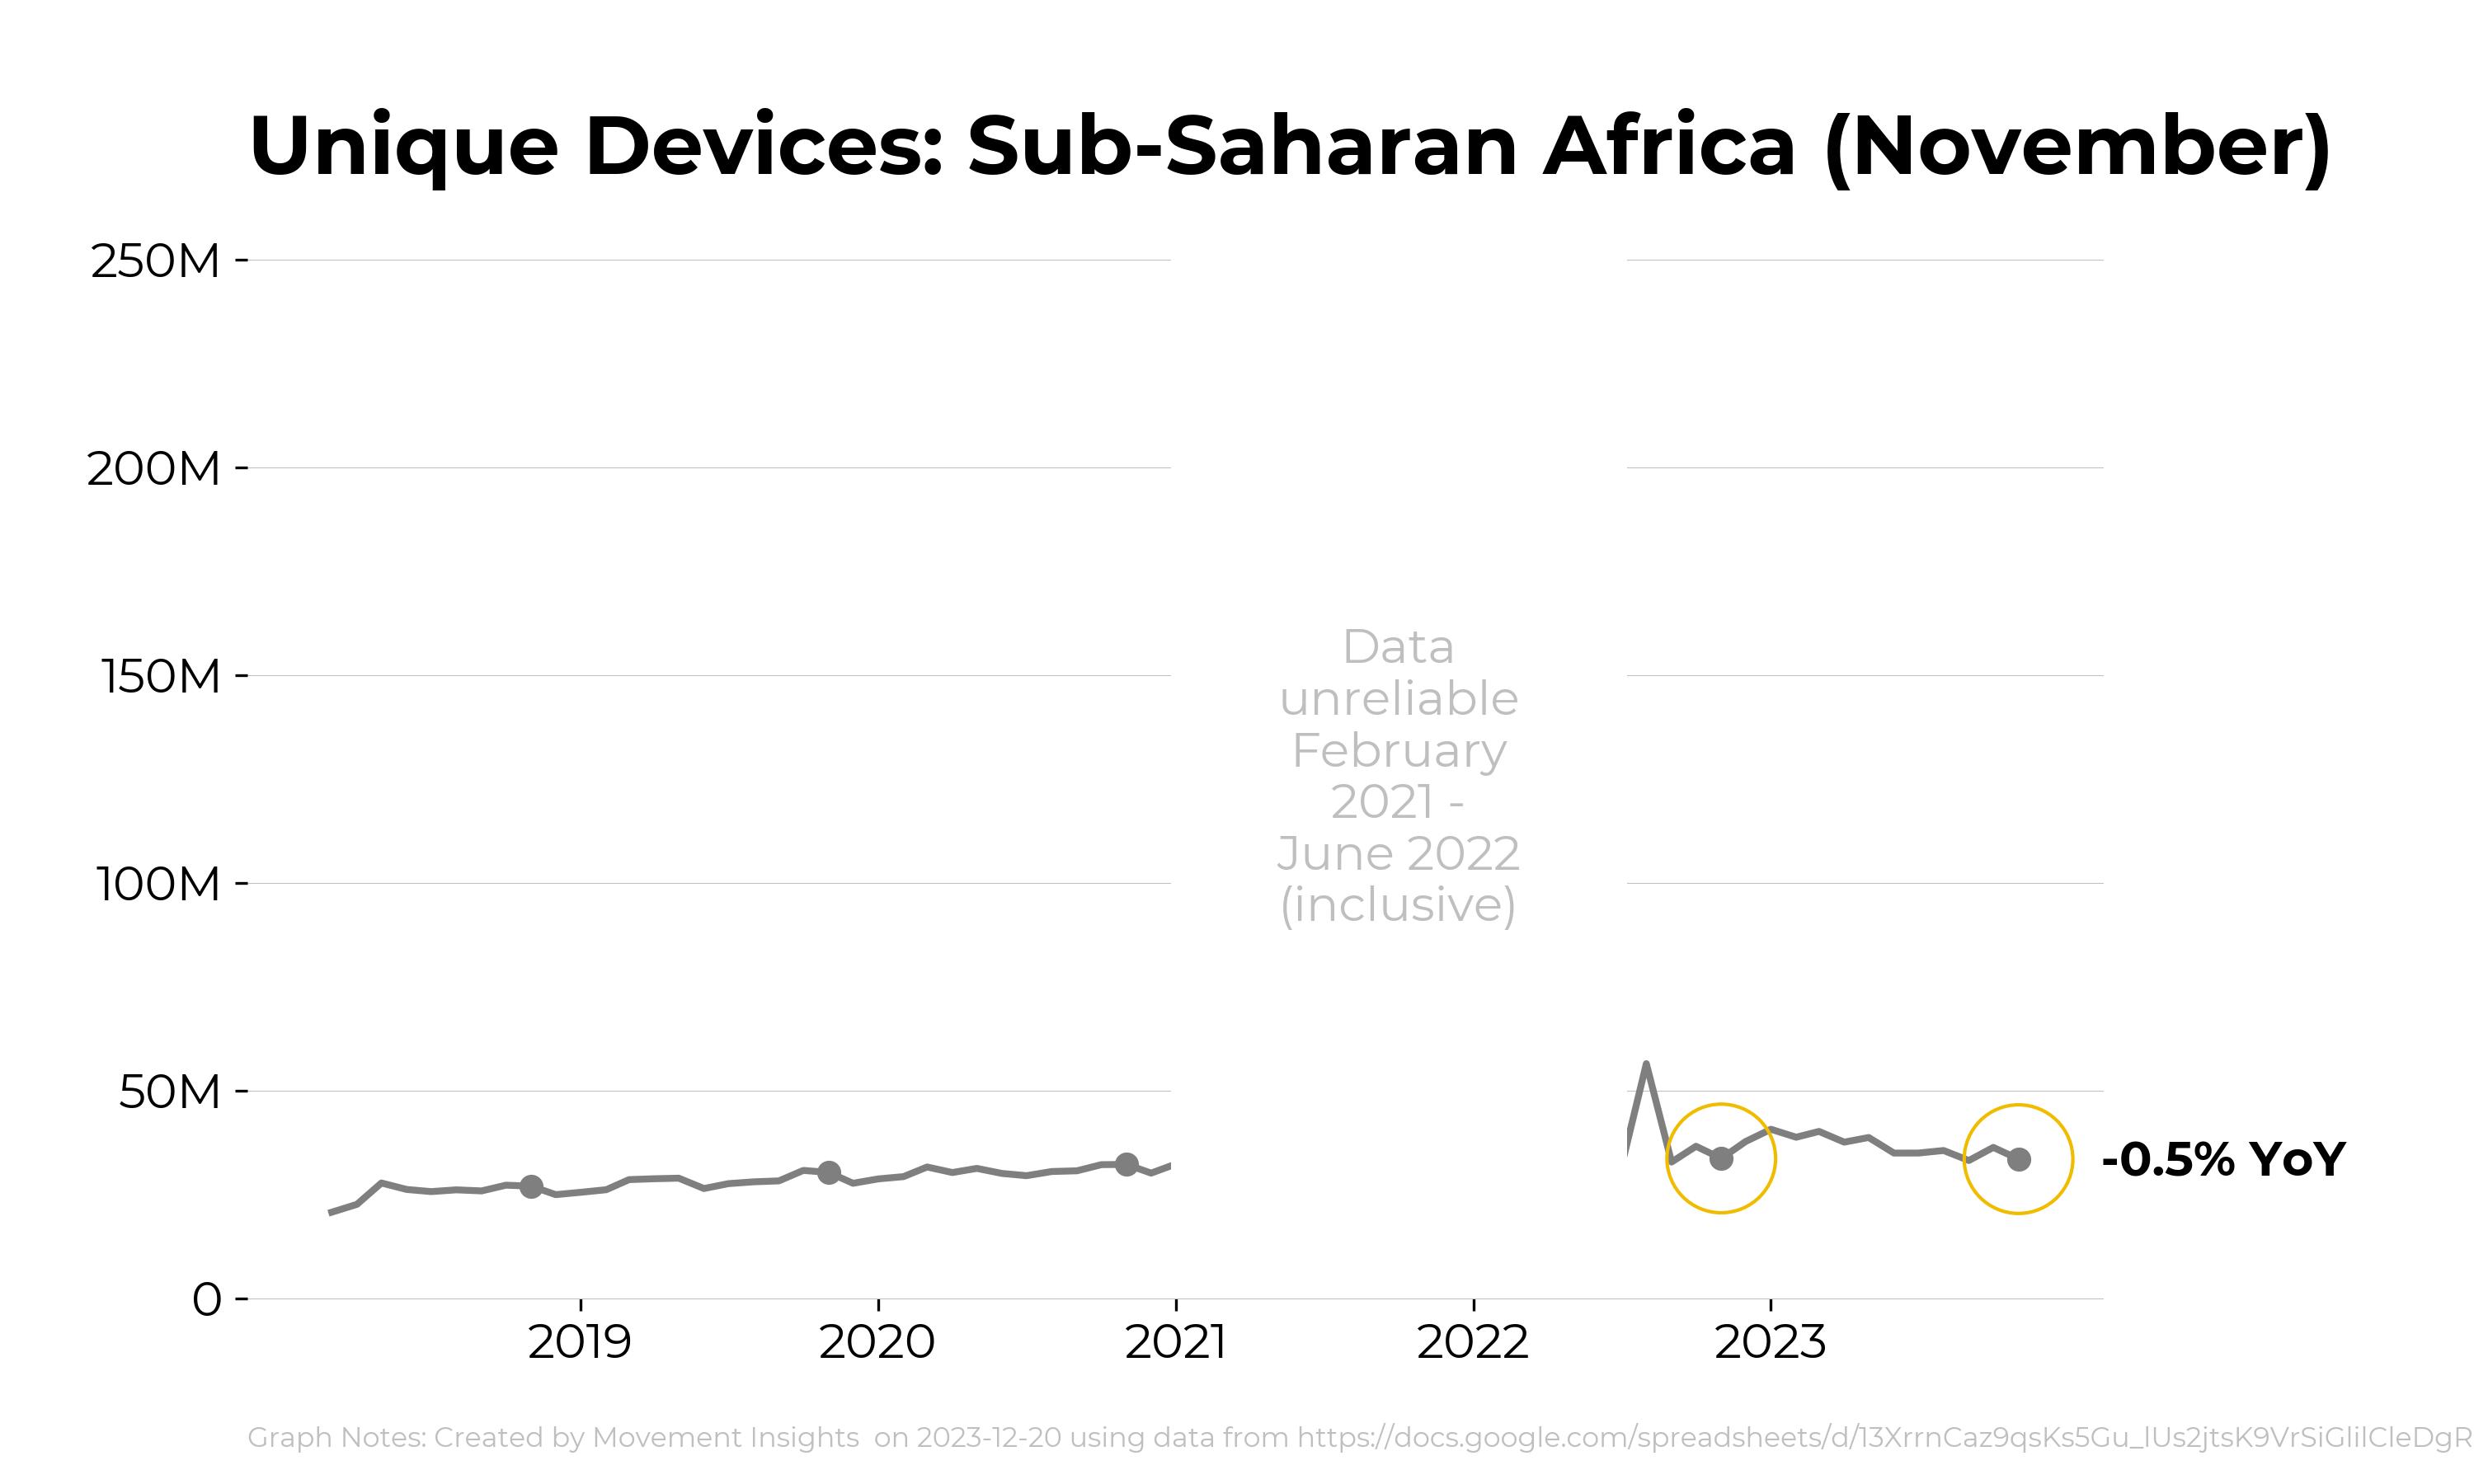 Unique Devices: Sub-Saharan Africa (November)
250M
200M
150M
100M
50M
0
Data
unreliable
February
2021 -
June 2022
(inclusive)
-0.5% YoY
2019
2020
2021
2022
2023
Graph Notes: Created by Movement Insights on 2023-12-20 using data from https://docs.google.com/spreadsheets/d/13XrrnCaz9qsKs5Gu_lUs2jtsK9VrSiGlilCleDgR